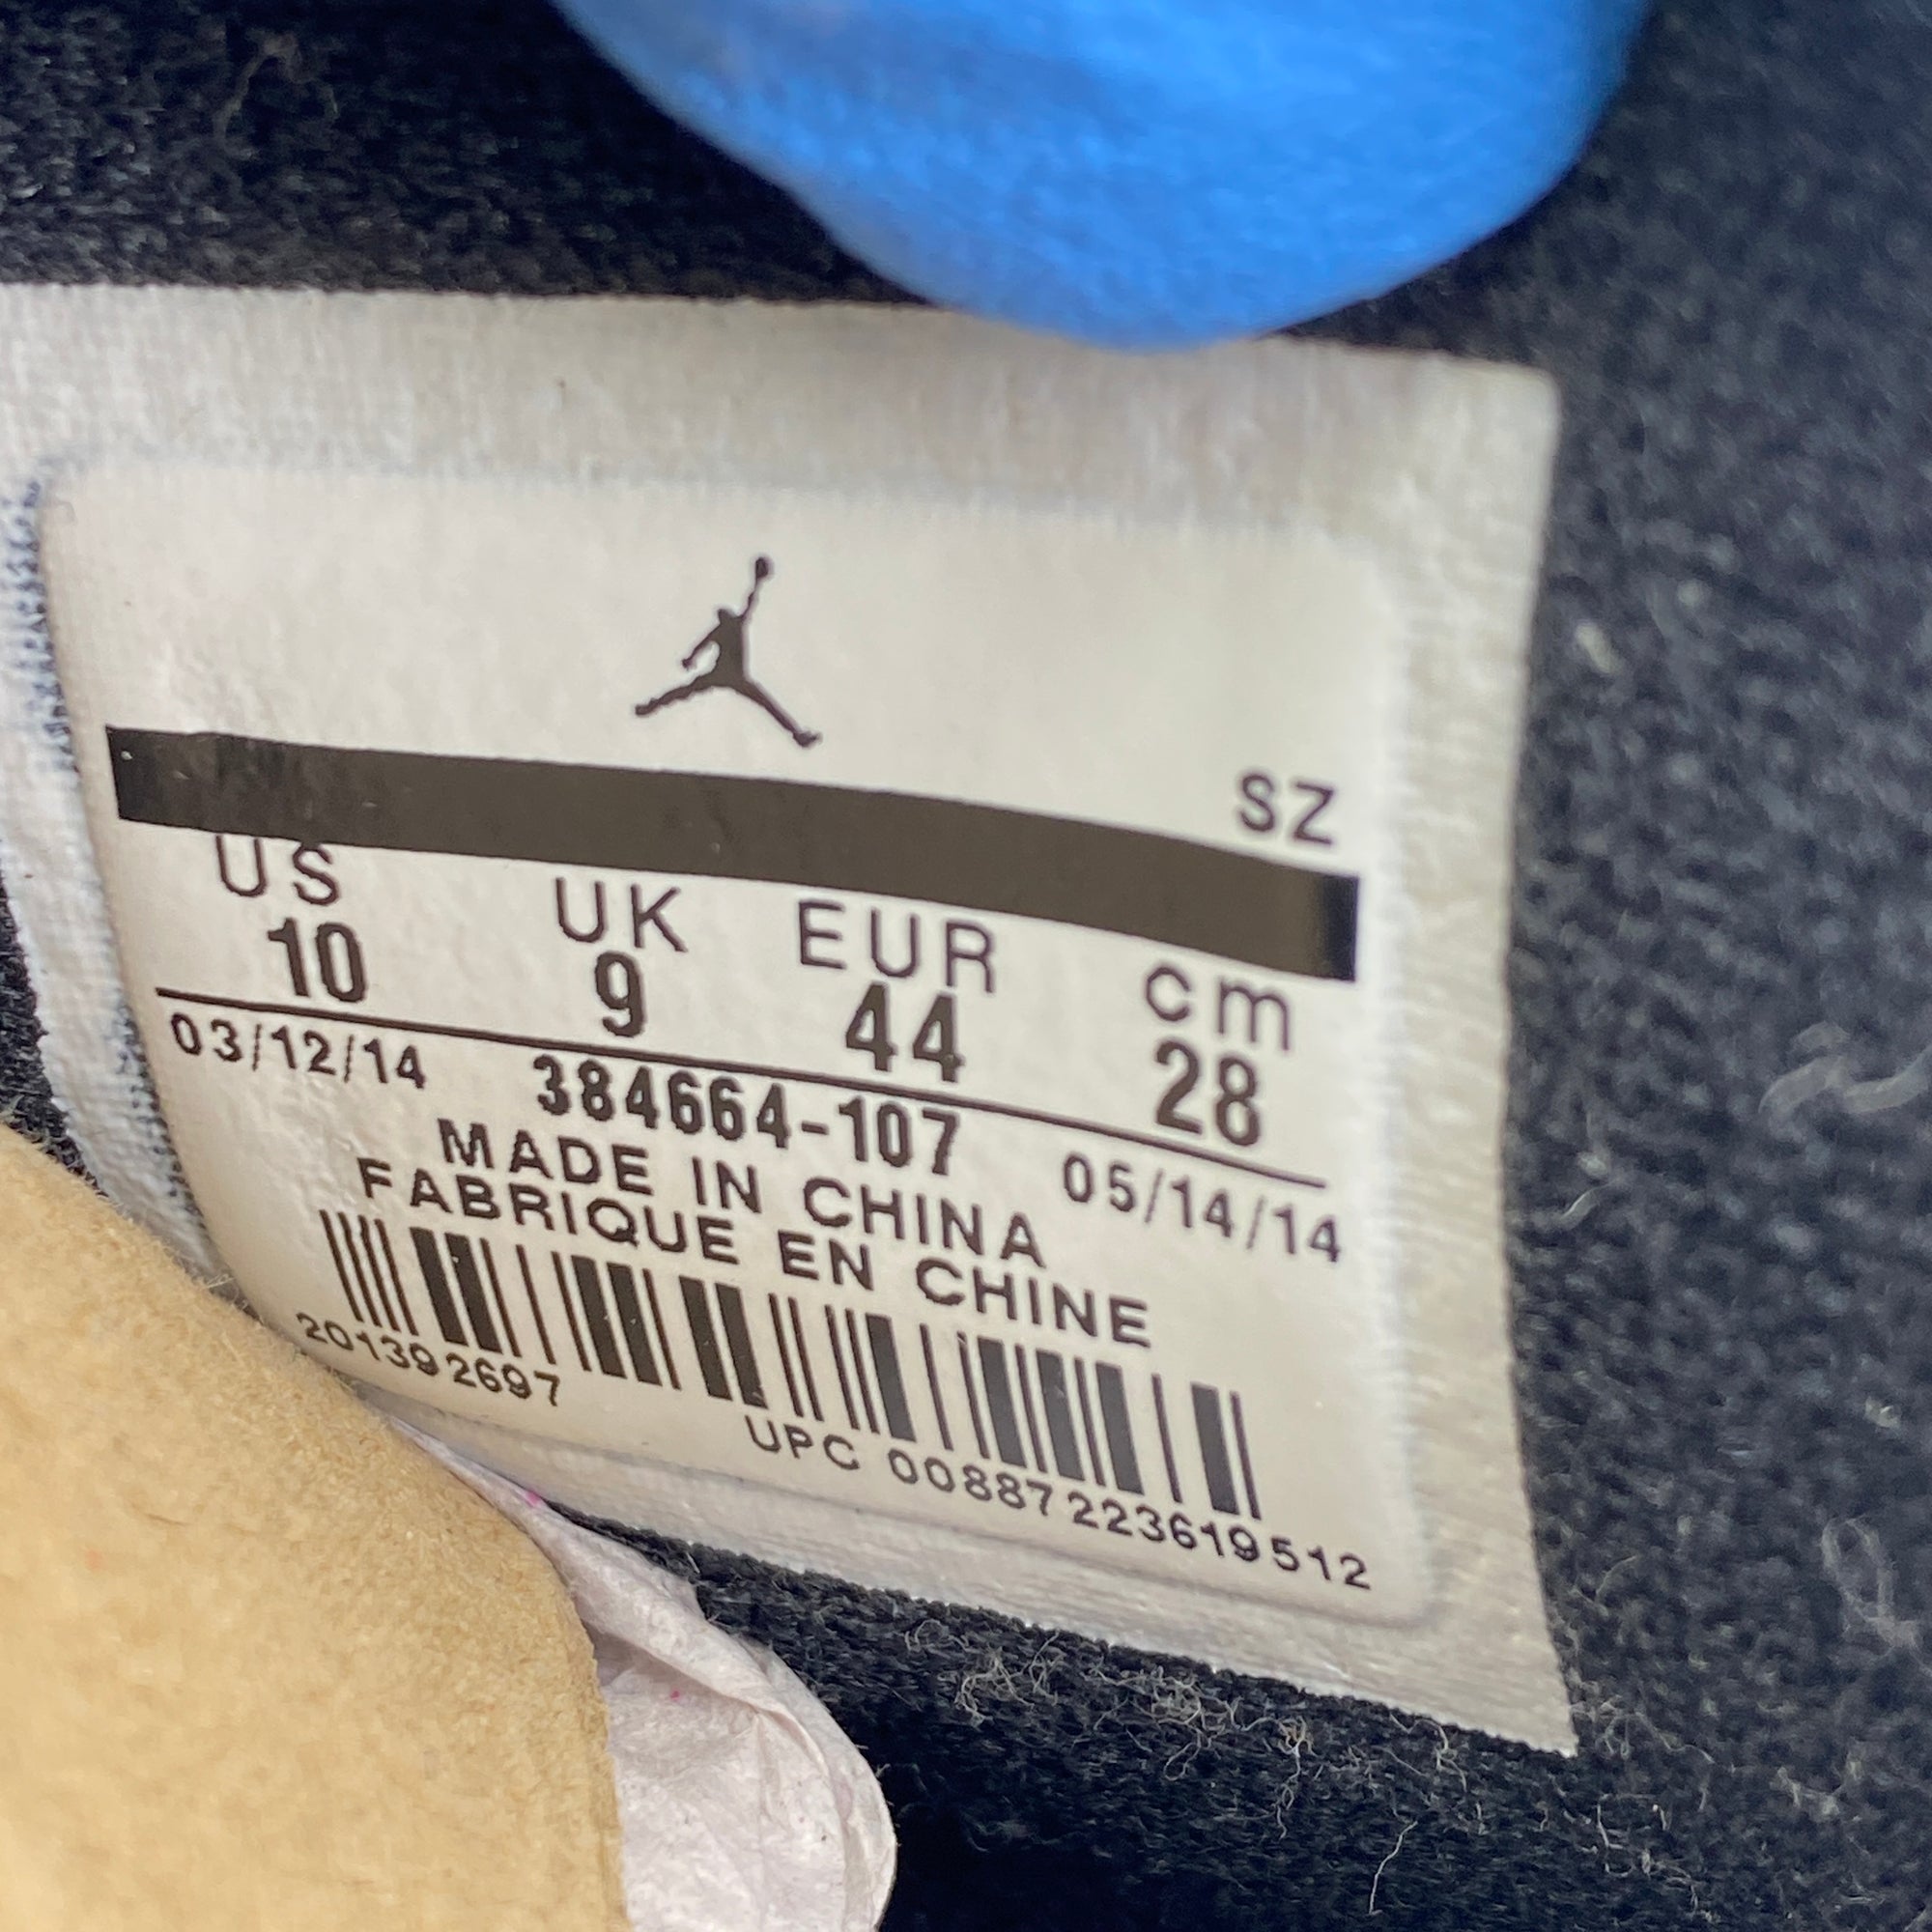 SZ
US UK EUR cm
10 9 44 28
03/12/14 384664-107 05/14/14
MADE IN CHINA
FABRIQUE EN CHINE
201392697
UPC 00887223619512